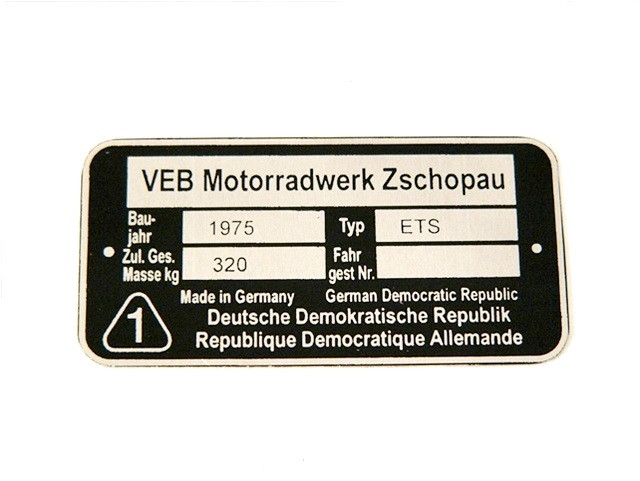 VEB Motorradwerk Zschopau
Bau-
jahr 1975 Typ ETS
Zul. Ges.
Masse kg 320 Fahr
gest Nr.
Made in Germany German Democratic Republic
1 Deutsche Demokratische Republik
Republique Democratique Allemande